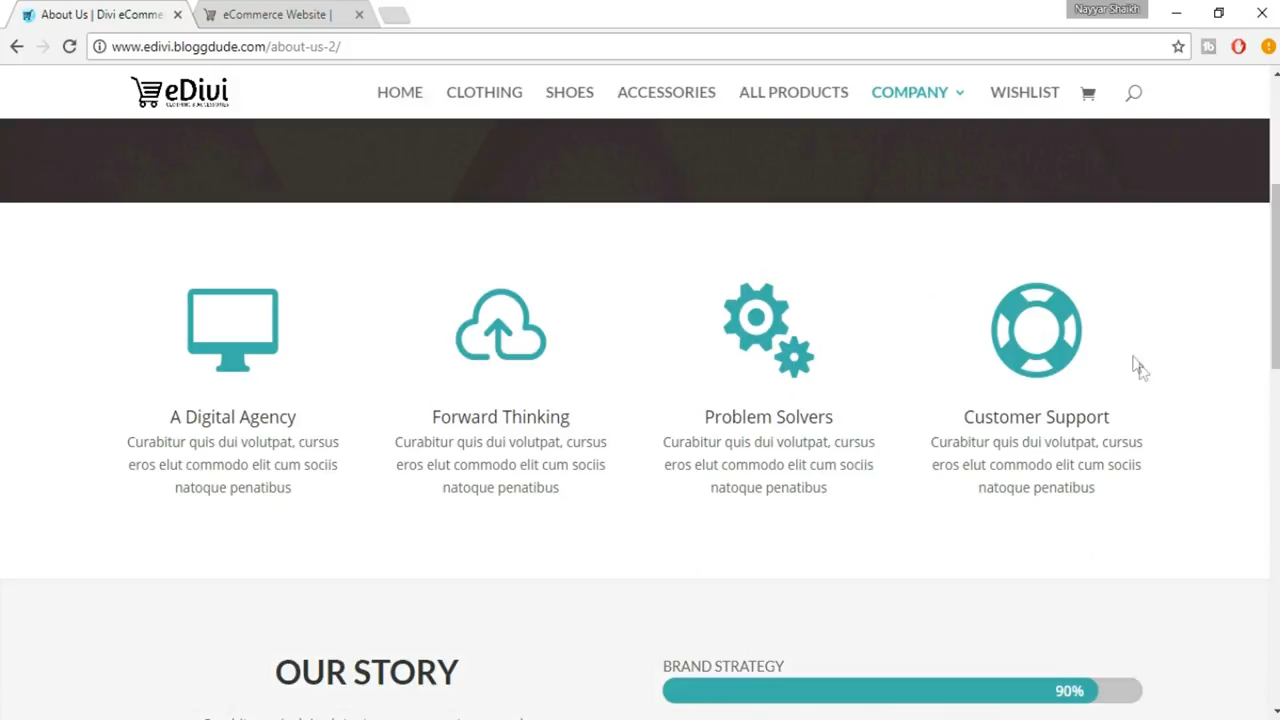 About Us | Divi eComme
eCommerce Website |
Nayyar Shaikh
www.edivi.bloggdude.com/about-us-2/
eDivi
CLOTHING & ACCESSORIES
HOME CLOTHING SHOES ACCESSORIES ALL PRODUCTS COMPANY WISHLIST
A Digital Agency
Curabitur quis dui volutpat, cursus
eros elut commodo elit cum sociis
natoque penatibus
Forward Thinking
Curabitur quis dui volutpat, cursus
eros elut commodo elit cum sociis
natoque penatibus
Problem Solvers
Curabitur quis dui volutpat, cursus
eros elut commodo elit cum sociis
natoque penatibus
Customer Support
Curabitur quis dui volutpat, cursus
eros elut commodo elit cum sociis
natoque penatibus
OUR STORY
BRAND STRATEGY
90%